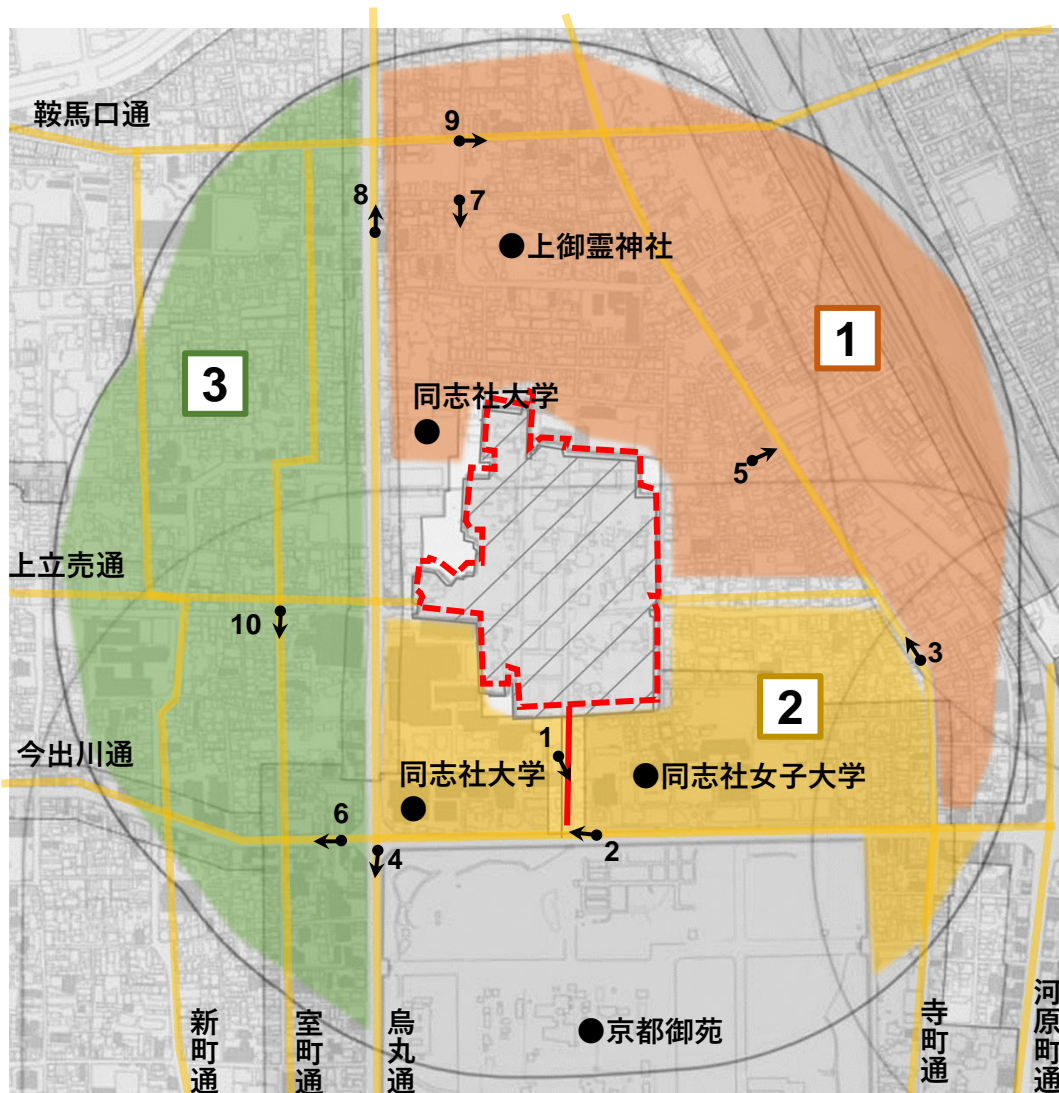 鞍馬口通
9
8
7
上御霊神社
1
3
同志社大学
5
上立売通
10
3
2
今出川通
1
同志社大学
同志社女子大学
6
4
2
新町通
室町通
烏丸通
京都御苑
寺町通
河原町通